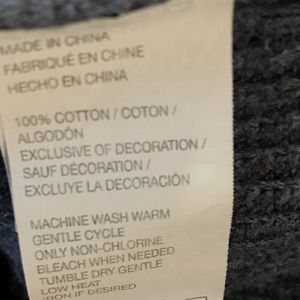 MADE IN CHINA
FABRIQUÉ EN CHINE
HECHO EN CHINA
100% COTTON / COTON /
ALGODÓN
EXCLUSIVE OF DECORATION /
SAUF DÉCORATION /
EXCLUYE LA DECORACIÓN
MACHINE WASH WARM
GENTLE CYCLE
ONLY NON-CHLORINE
BLEACH WHEN NEEDED
TUMBLE DRY GENTLE
LOW HEAT
IRON IF DESIRED